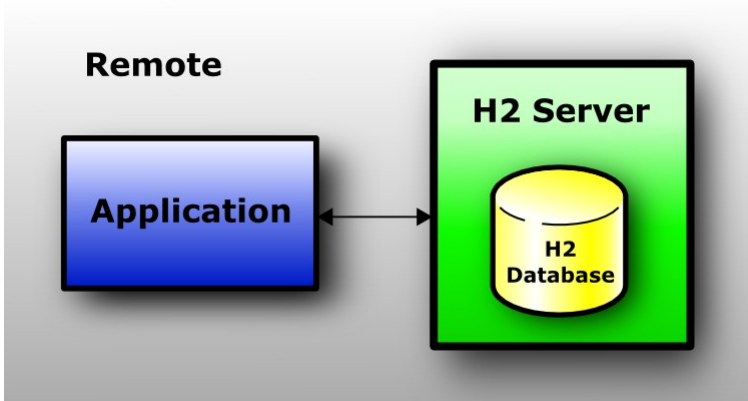 Remote
H2 Server
Application
H2
Database